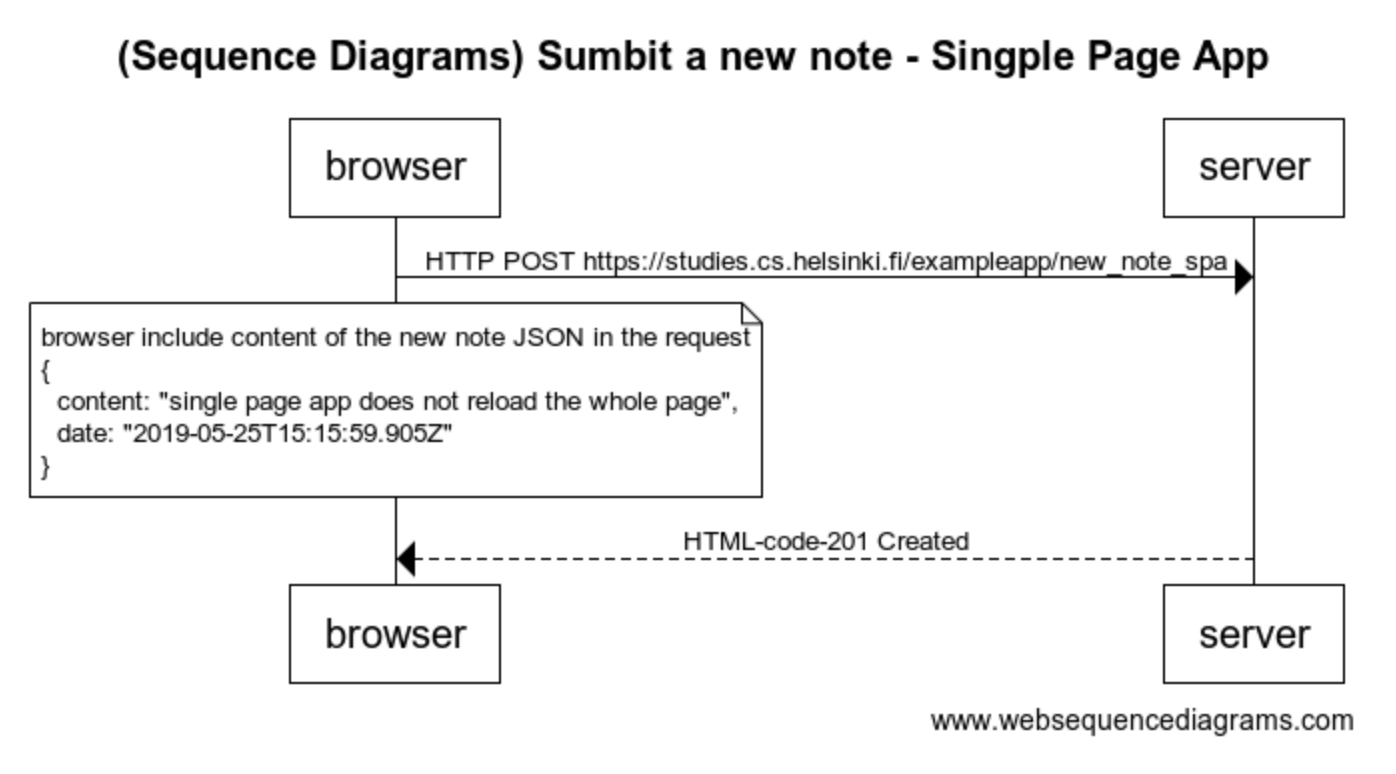 (Sequence Diagrams) Sumbit a new note - Singple Page App
browser
server
HTTP POST https://studies.cs.helsinki.fi/exampleapp/new_note_spa
browser include content of the new note JSON in the request
{
content: "single page app does not reload the whole page",
date: "2019-05-25T15:15:59.905Z"
}
HTML-code-201 Created
browser
server
www.websequencediagrams.com